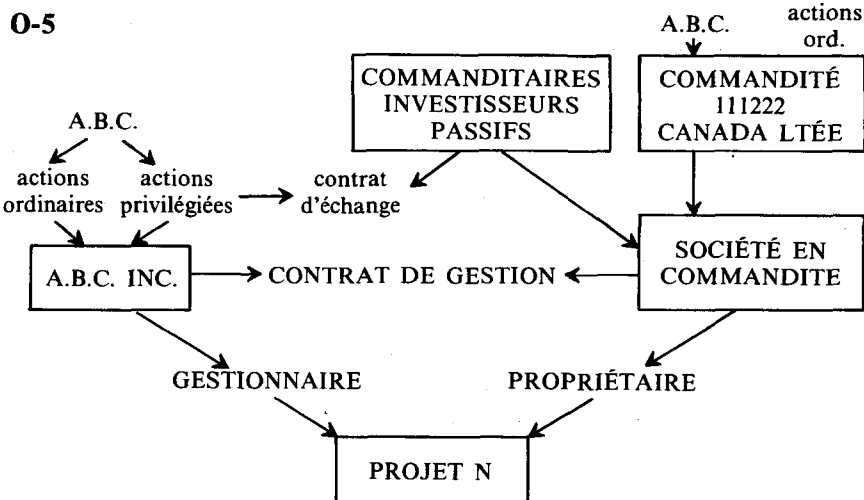 O-5
A.B.C.
actions
ord.
COMMANDITAIRES
INVESTISSEURS
PASSIFS
COMMANDITÉ
111222
CANADA LTÉE
A.B.C.
actions
ordinaires
actions
privilégiées
contrat
d'échange
A.B.C. INC.
CONTRAT DE GESTION
SOCIÉTÉ EN
COMMANDITE
GESTIONNAIRE
PROPRIÉTAIRE
PROJET N